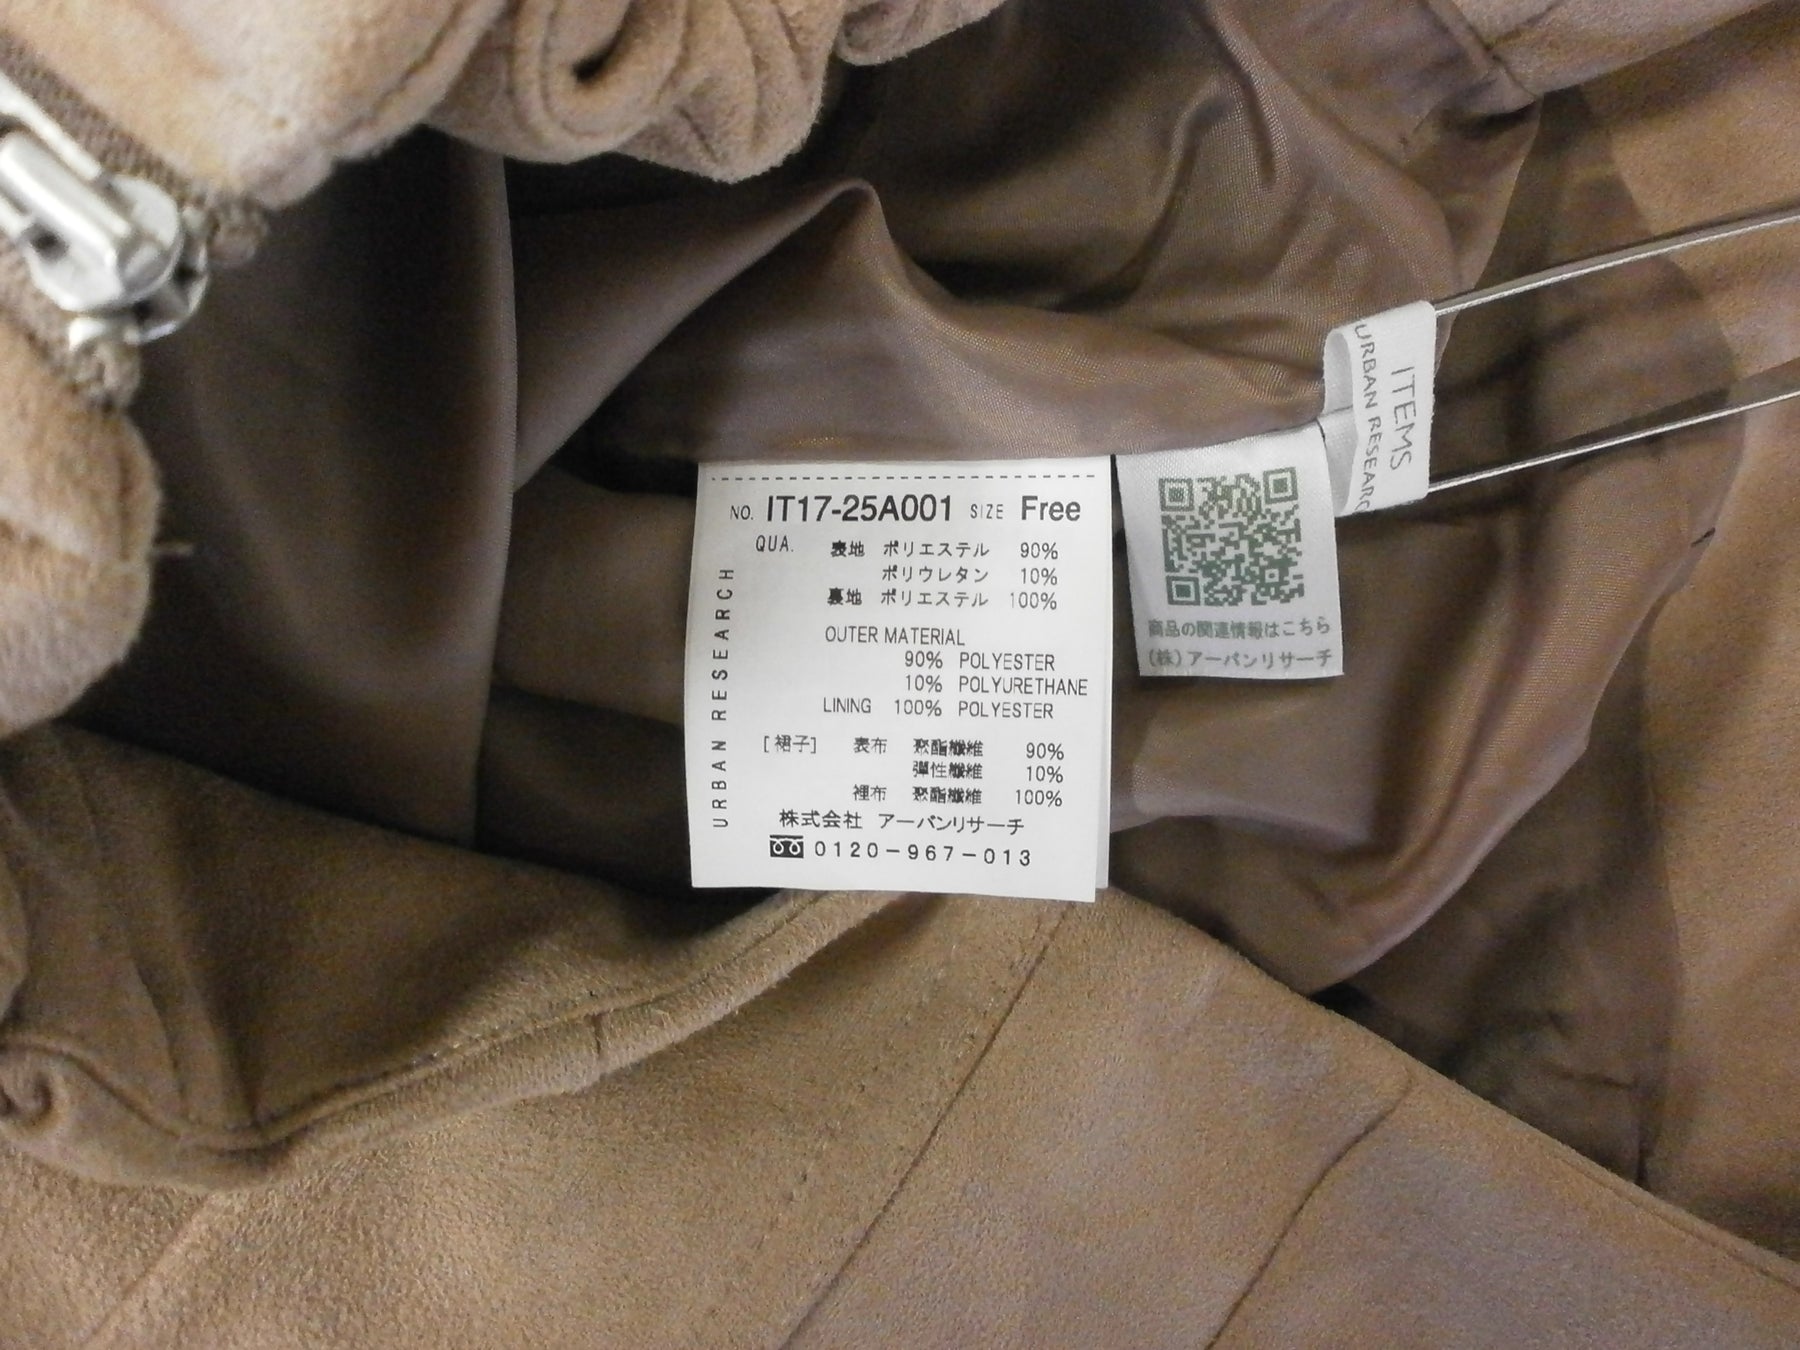 NO. IT17-25A001 SIZE Free
QUA. 表地 ポリエステル 90%
ポリウレタン 10%
裏地 ポリエステル 100%
OUTER MATERIAL
90% POLYESTER
10% POLYURETHANE
LINING 100% POLYESTER
[裙子] 表布 聚酯纖維 90%
彈性纖維 10%
裡布 聚酯纖維 100%
株式会社 アーバンリサーチ
0120-967-013
URBAN RESEARCH
商品の関連情報はこちら
(株)アーバンリサーチ
ITEMS
URBAN RESEARC